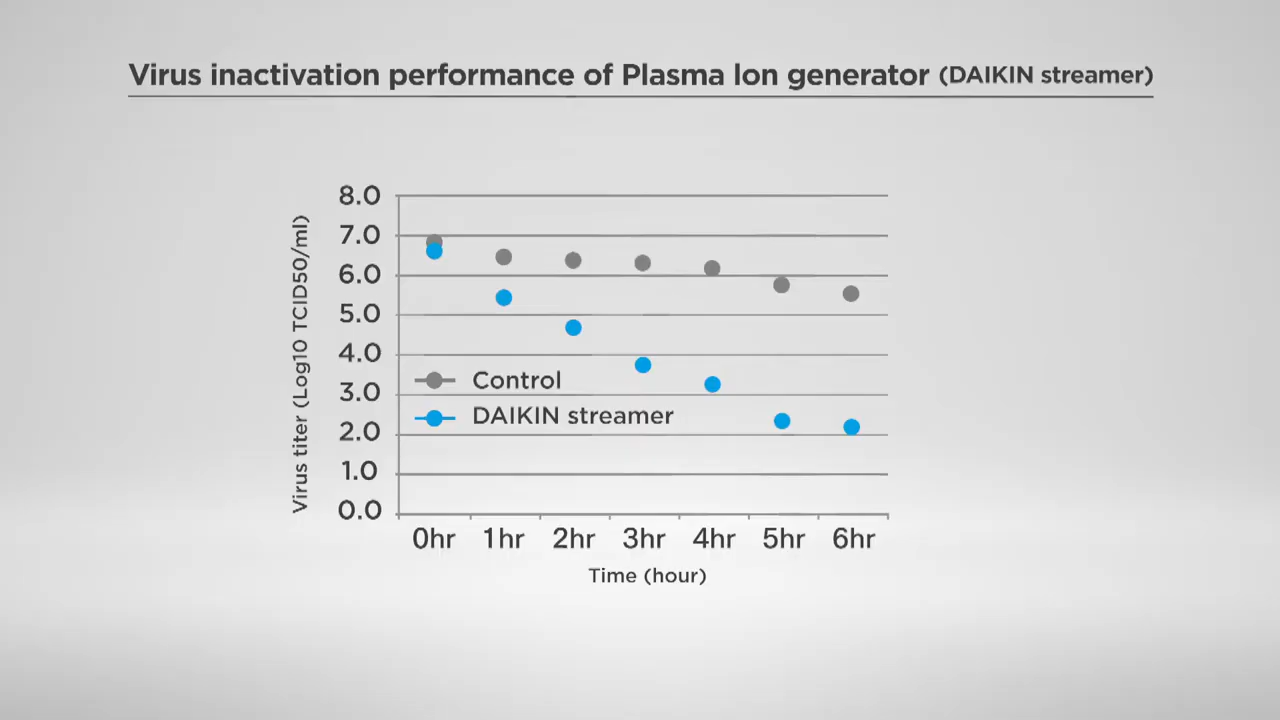 Virus inactivation performance of Plasma Ion generator (DAIKIN streamer)
Virus titer (Log10 TCID50/ml)
8.0
7.0
6.0
5.0
4.0
3.0
2.0
1.0
0.0
Control
DAIKIN streamer
0hr 1hr 2hr 3hr 4hr 5hr 6hr
Time (hour)